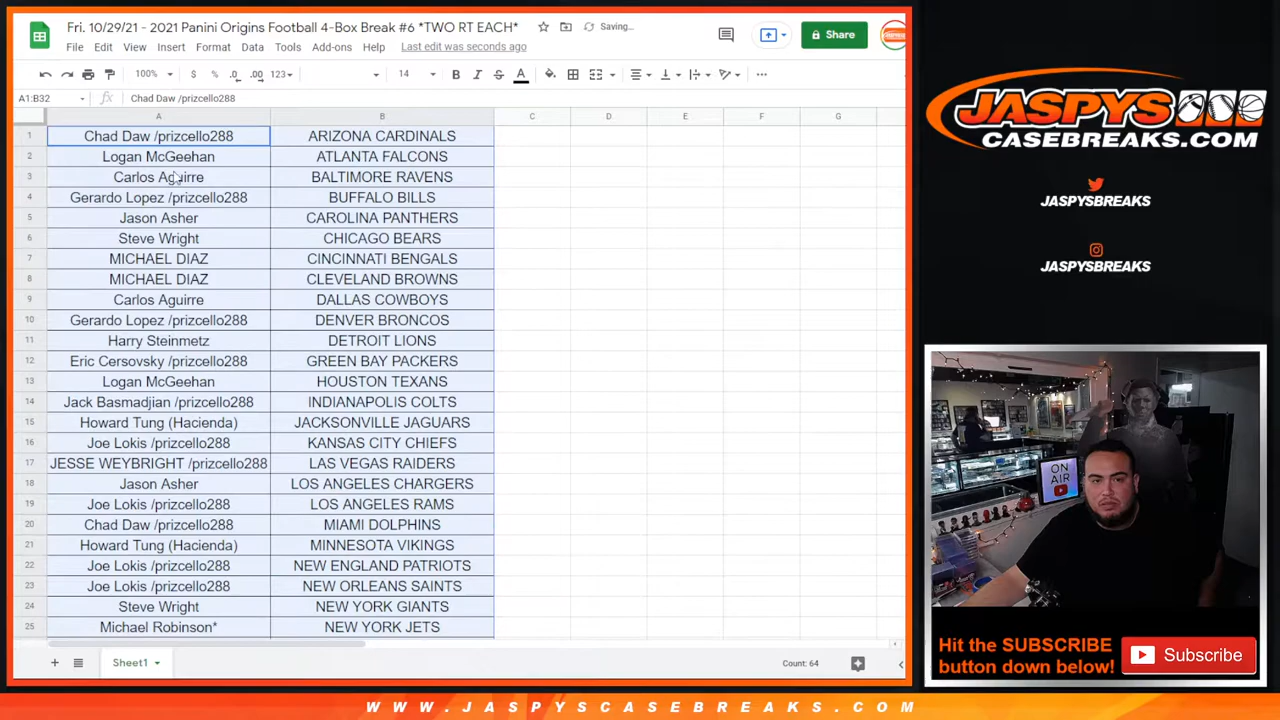 Fri. 10/29/21 - 2021 Panini Origins Football 4-Box Break #6 *TWO RT EACH*
Saving...
Share
File Edit View Insert Format Data Tools Add-ons Help Last edit was seconds ago
100% $ % .0 .00 123 14 B I S A
A1:B32 fx Chad Daw /prizcello288
A B C D E F G
1 Chad Daw /prizcello288 ARIZONA CARDINALS
2 Logan McGeehan ATLANTA FALCONS
3 Carlos Aguirre BALTIMORE RAVENS
4 Gerardo Lopez /prizcello288 BUFFALO BILLS
5 Jason Asher CAROLINA PANTHERS
6 Steve Wright CHICAGO BEARS
7 MICHAEL DIAZ CINCINNATI BENGALS
8 MICHAEL DIAZ CLEVELAND BROWNS
9 Carlos Aguirre DALLAS COWBOYS
10 Gerardo Lopez /prizcello288 DENVER BRONCOS
11 Harry Steinmetz DETROIT LIONS
12 Eric Cersovsky /prizcello288 GREEN BAY PACKERS
13 Logan McGeehan HOUSTON TEXANS
14 Jack Basmadjian /prizcello288 INDIANAPOLIS COLTS
15 Howard Tung (Hacienda) JACKSONVILLE JAGUARS
16 Joe Lokis /prizcello288 KANSAS CITY CHIEFS
17 JESSE WEYBRIGHT /prizcello288 LAS VEGAS RAIDERS
18 Jason Asher LOS ANGELES CHARGERS
19 Joe Lokis /prizcello288 LOS ANGELES RAMS
20 Chad Daw /prizcello288 MIAMI DOLPHINS
21 Howard Tung (Hacienda) MINNESOTA VIKINGS
22 Joe Lokis /prizcello288 NEW ENGLAND PATRIOTS
23 Joe Lokis /prizcello288 NEW ORLEANS SAINTS
24 Steve Wright NEW YORK GIANTS
25 Michael Robinson* NEW YORK JETS
Sheet1
Count: 64
JASPYS
CASEBREAKS.COM
JASPYSBREAKS
JASPYSBREAKS
ON
AIR
Hit the SUBSCRIBE
button down below!
Subscribe
WWW.JASPYSCASEBREAKS.COM